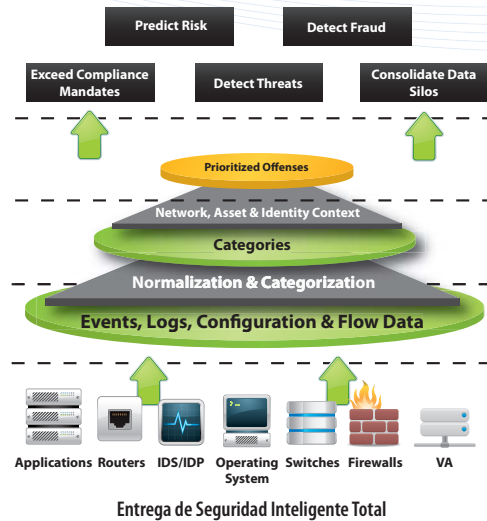 Predict Risk
Detect Fraud
Exceed Compliance
Mandates
Detect Threats
Consolidate Data
Silos
Prioritized Offenses
Network, Asset & Identity Context
Categories
Normalization & Categorization
Events, Logs, Configuration & Flow Data
Applications
Routers
IDS/IDP
Operating
System
Switches
Firewalls
VA
Entrega de Seguridad Inteligente Total